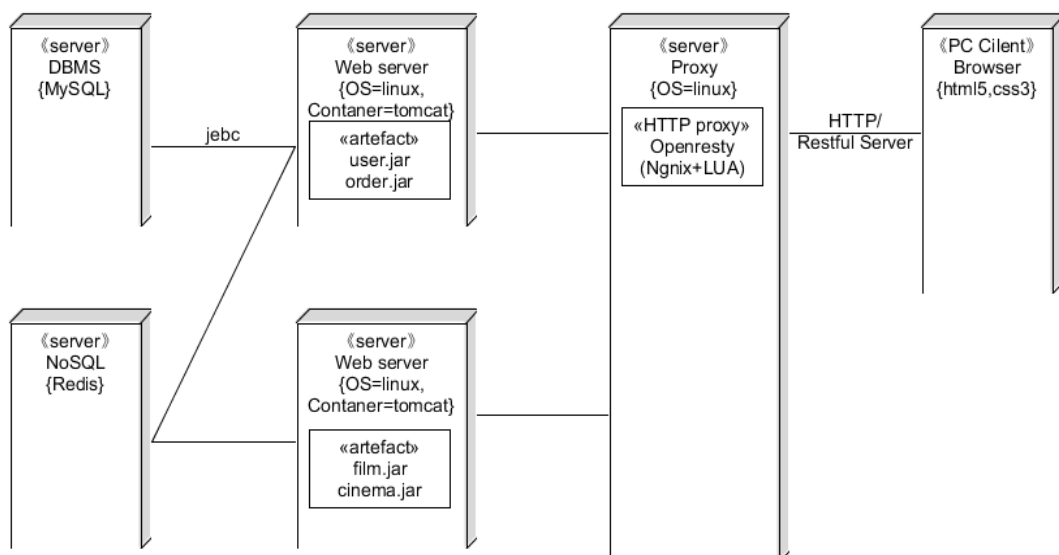 《server》
DBMS
{MySQL}
jebc
《server》
Web server
{OS=linux,
Contaner=tomcat}
«artefact»
user.jar
order.jar
《server》
Proxy
{OS=linux}
«HTTP proxy»
Openresty
(Ngnix+LUA)
HTTP/
Restful Server
《PC Cilent》
Browser
{html5,css3}
《server》
NoSQL
{Redis}
《server》
Web server
{OS=linux,
Contaner=tomcat}
«artefact»
film.jar
cinema.jar